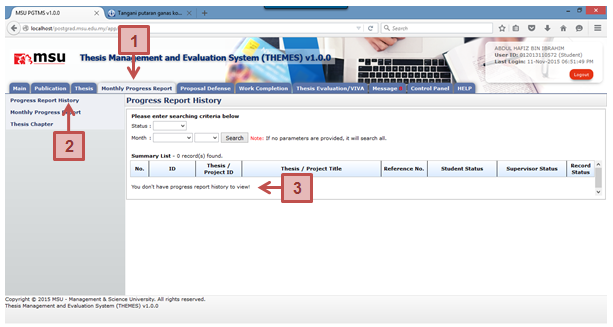 MSU PGTMS v1.0.0
Tangani putaran ganas ko...
localhost/postgrad.msu.edu.my/app
Search
1
msu
Thesis Management and Evaluation System (THEMES) v1.0.0
ABDUL HAFIZ BIN IBRAHIM
User ID: 012013110572 (Student)
Last Login: 11-Nov-2015 06:51:49 PM
Logout
Main Publication Thesis Monthly Progress Report Proposal Defense Work Completion Thesis Evaluation/VIVA Message Control Panel HELP
Progress Report History
Monthly Progress Report
Thesis Chapter
2
Progress Report History
Please enter searching criteria below
Status :
Month : Search Note: If no parameters are provided, it will search all.
Summary List - 0 record(s) found.
No. ID Thesis / Project ID Thesis / Project Title Reference No. Student Status Supervisor Status Record Status
You don't have progress report history to view!
3
Copyright © 2015 MSU - Management & Science University. All rights reserved.
Thesis Management and Evaluation System (THEMES) v1.0.0